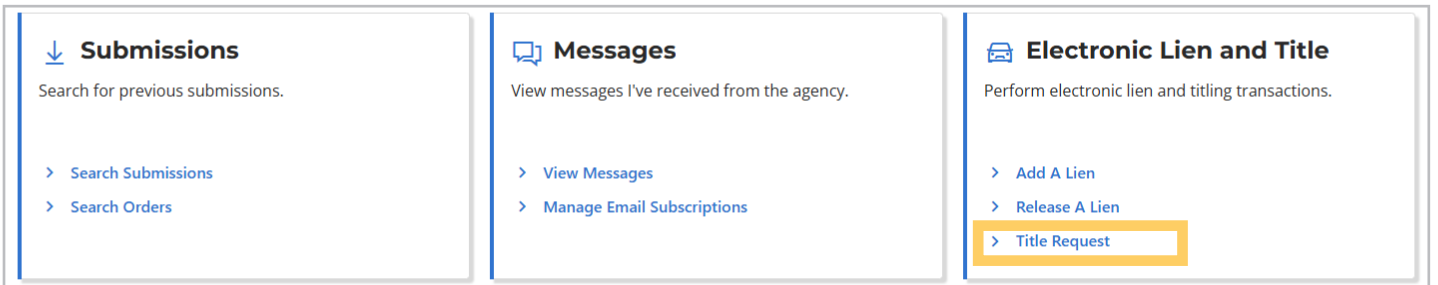 Submissions
Search for previous submissions.
Search Submissions
Search Orders
Messages
View messages I've received from the agency.
View Messages
Manage Email Subscriptions
Electronic Lien and Title
Perform electronic lien and titling transactions.
Add A Lien
Release A Lien
Title Request